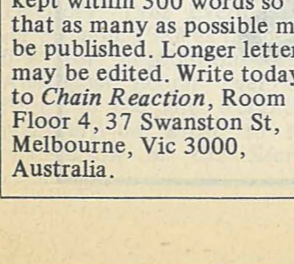 kept within 300 words so
that as many as possible m
be published. Longer letter
may be edited. Write today
to Chain Reaction, Room
Floor 4, 37 Swanston St,
Melbourne, Vic 3000,
Australia.